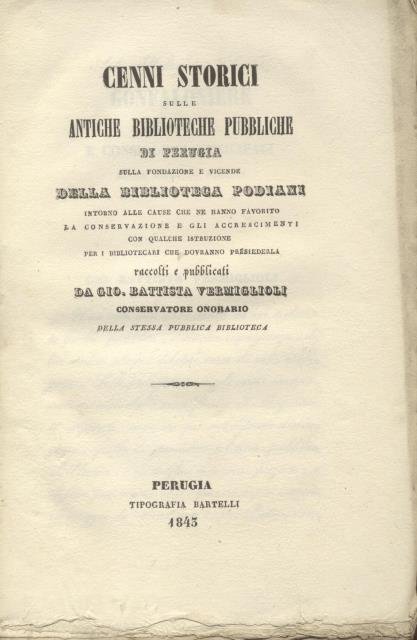 CENNI STORICI
SULLE
ANTICHE BIBLIOTECHE PUBBLICHE
DI PERUGIA
SULLA FONDAZIONE E VICENDE
DELLA BIBLIOTECA PODIANI
INTORNO ALLE CAUSE CHE NE HANNO FAVORITO
LA CONSERVAZIONE E GLI ACCRESCIMENTI
CON QUALCHE ISTRUZIONE
PER I BIBLIOTECARI CHE DOVRANNO PRESIEDERLA
raccolti e pubblicati
DA GIO. BATTISTA VERMIGLIOLI
CONSERVATORE ONORARIO
DELLA STESSA PUBBLICA BIBLIOTECA
PERUGIA
TIPOGRAFIA BARTELLI
1843